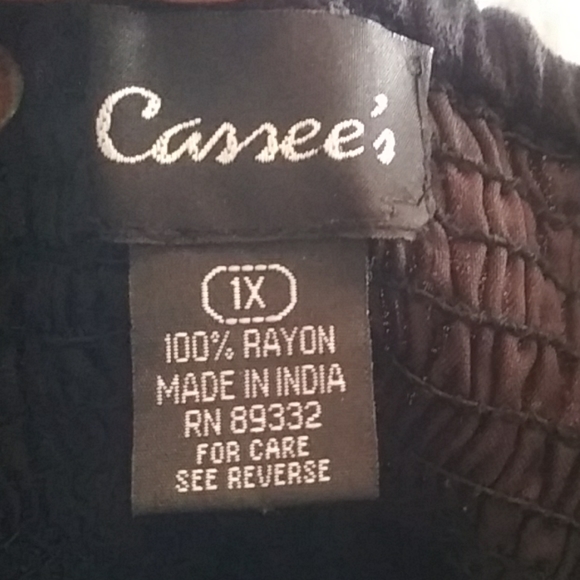 Cassee's
1X
100% RAYON
MADE IN INDIA
RN 89332
FOR CARE
SEE REVERSE